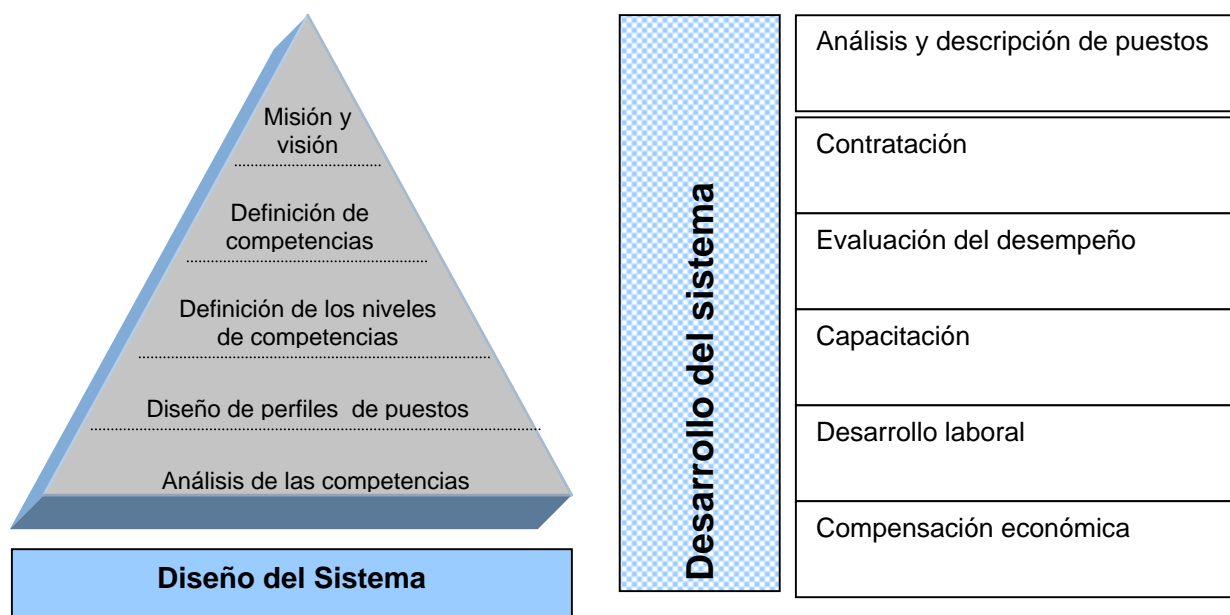 Misión y
visión
Definición de
competencias
Definición de los niveles
de competencias
Diseño de perfiles de puestos
Análisis de las competencias
Diseño del Sistema
Desarrollo del sistema
Análisis y descripción de puestos
Contratación
Evaluación del desempeño
Capacitación
Desarrollo laboral
Compensación económica